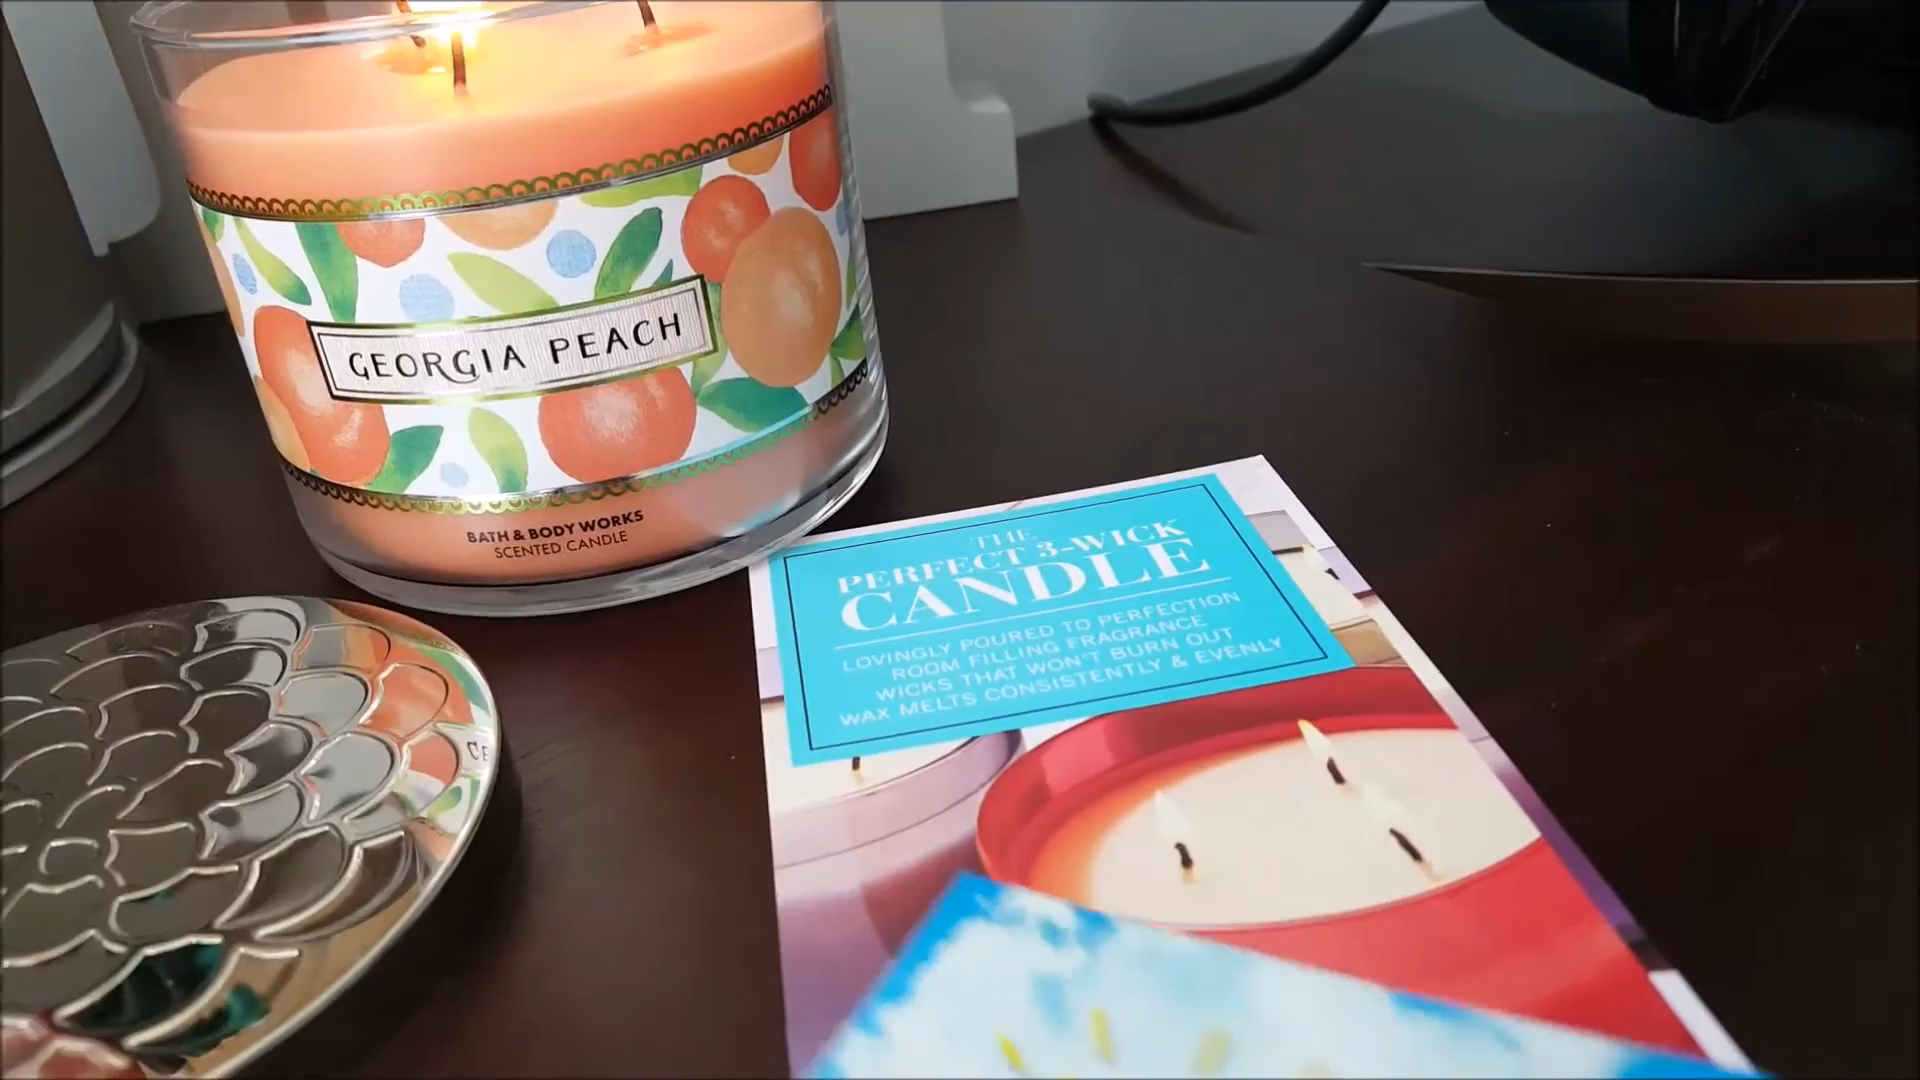 GEORGIA PEACH
BATH & BODY WORKS
SCENTED CANDLE
THE
PERFECT 3-WICK
CANDLE
LOVINGLY POURED TO PERFECTION
ROOM FILLING FRAGRANCE
WICKS THAT WON'T BURN OUT
WAX MELTS CONSISTENTLY & EVENLY
CE